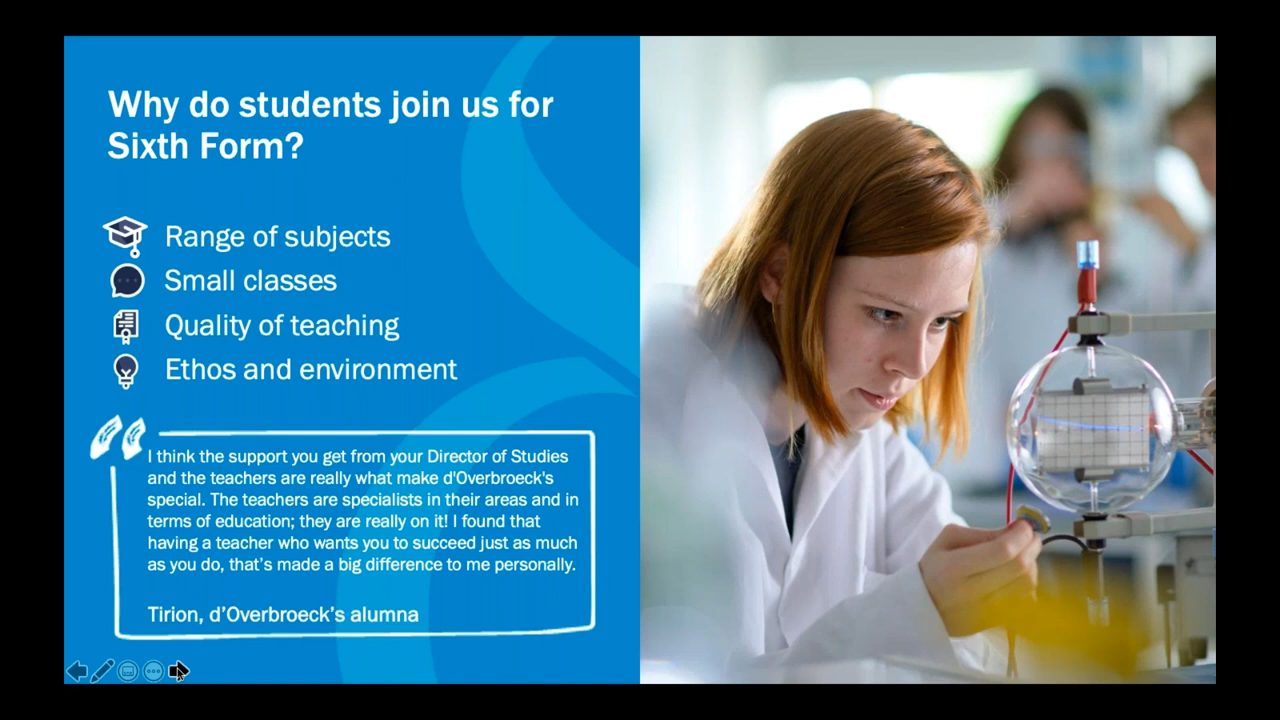 Why do students join us for
Sixth Form?
Range of subjects
Small classes
Quality of teaching
Ethos and environment
I think the support you get from your Director of Studies
and the teachers are really what make d'Overbroeck's
special. The teachers are specialists in their areas and in
terms of education; they are really on it! I found that
having a teacher who wants you to succeed just as much
as you do, that's made a big difference to me personally.
Tirion, d’Overbroeck’s alumna